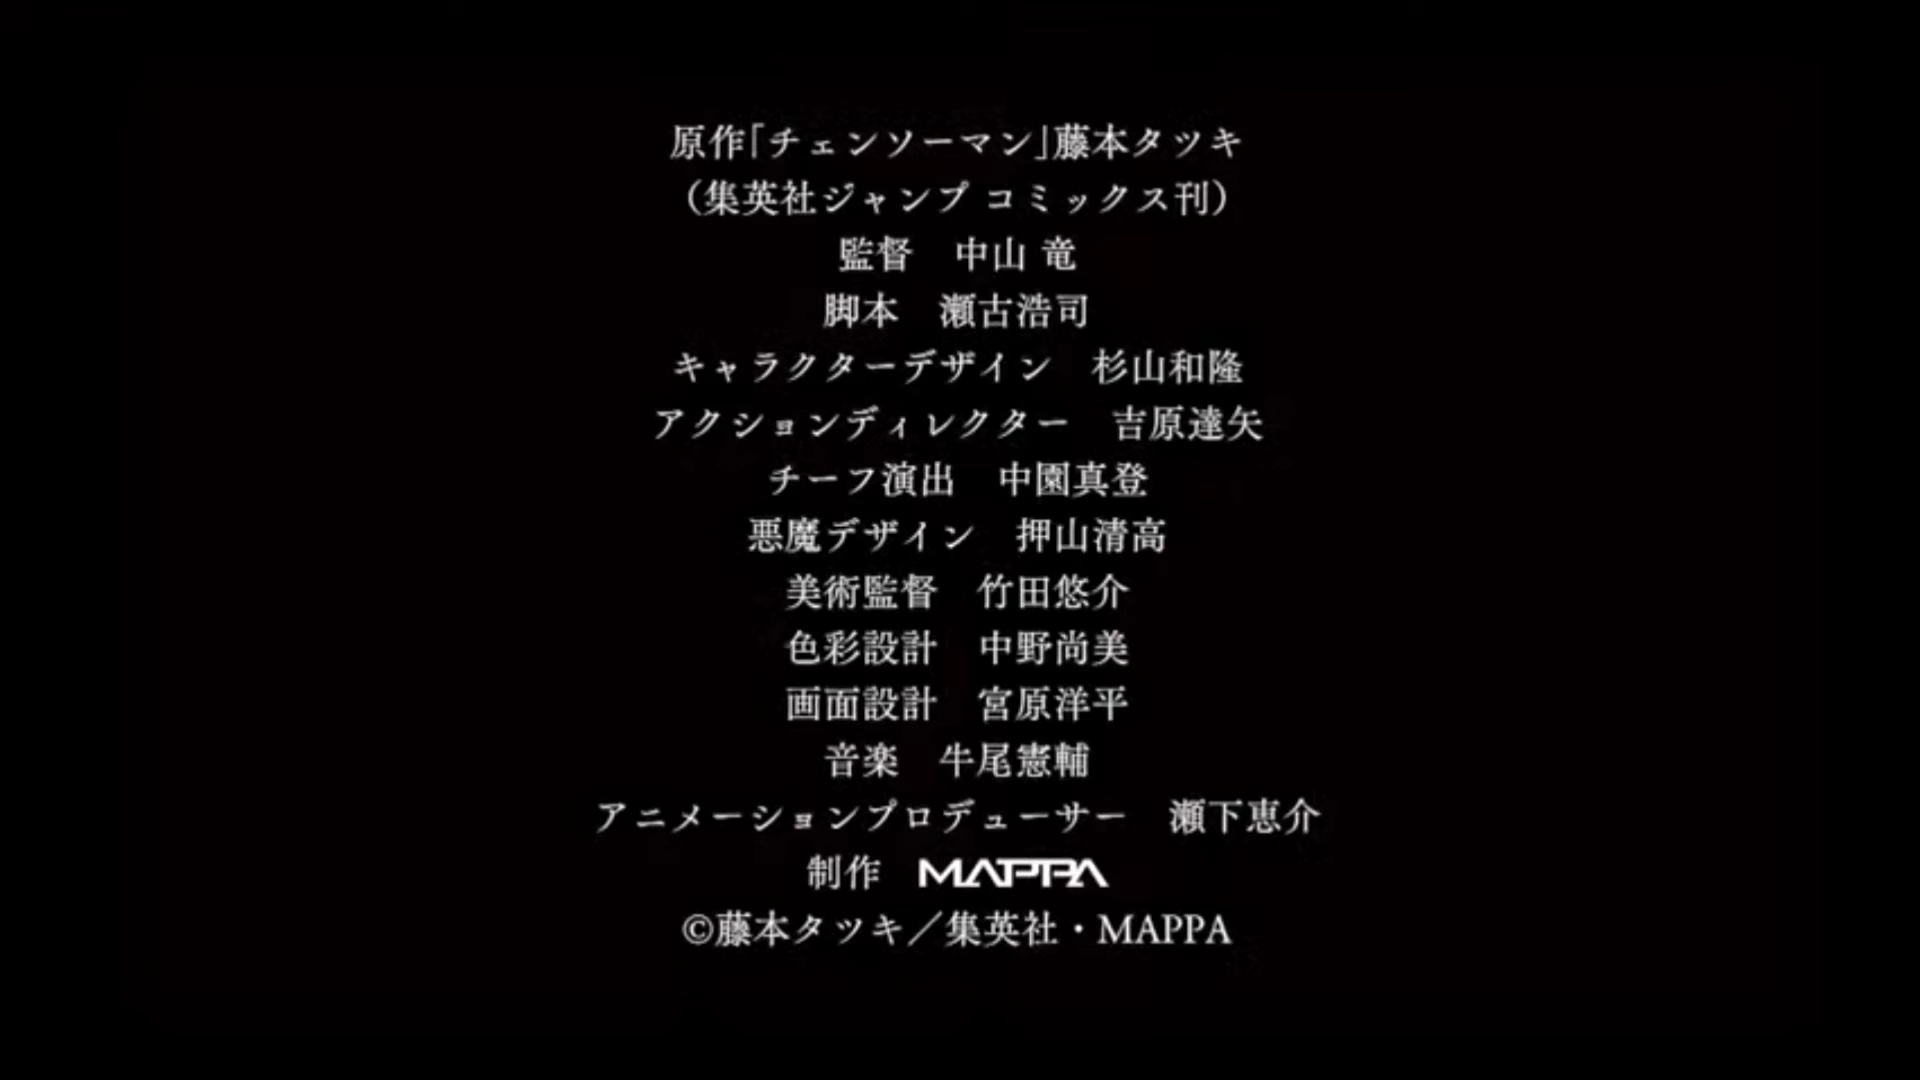 原作「チェンソーマン」藤本タツキ
（集英社ジャンプ コミックス刊）
監督　中山 竜
脚本　瀬古浩司
キャラクターデザイン　杉山和隆
アクションディレクター　吉原達矢
チーフ演出　中園真登
悪魔デザイン　押山清高
美術監督　竹田悠介
色彩設計　中野尚美
画面設計　宮原洋平
音楽　牛尾憲輔
アニメーションプロデューサー　瀬下恵介
制作　MAPPA
©藤本タツキ／集英社・MAPPA